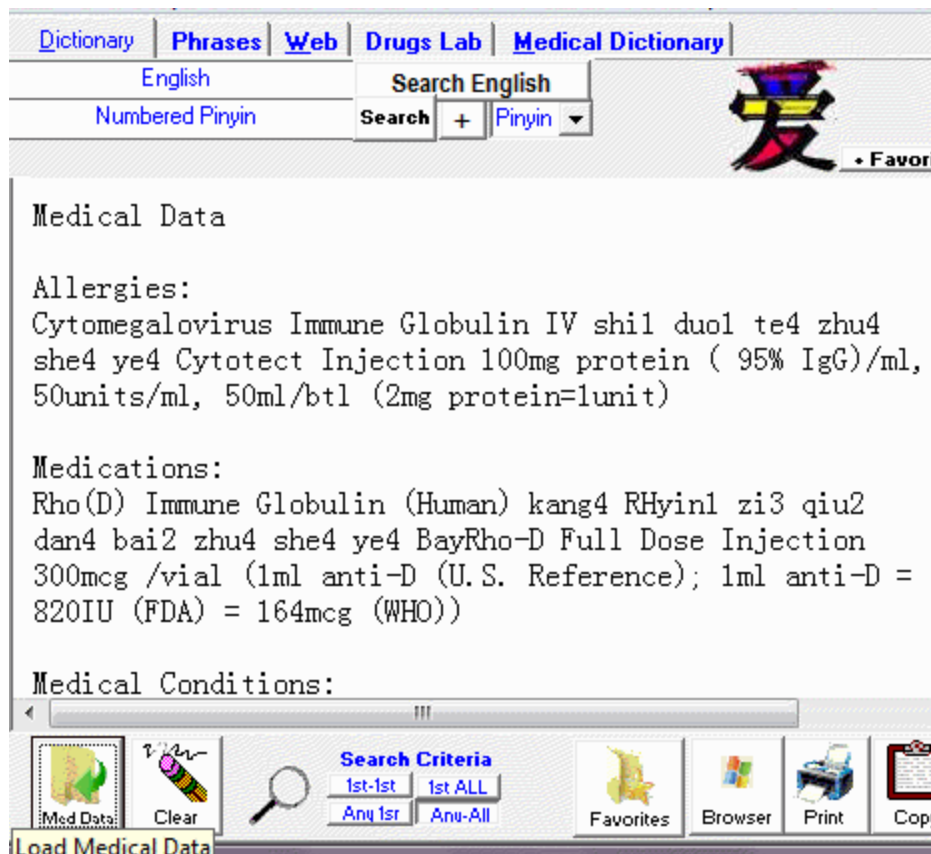 Dictionary Phrases Web Drugs Lab Medical Dictionary
English Search English
Numbered Pinyin Search + Pinyin
爱
• Favori
Medical Data
Allergies:
Cytomegalovirus Immune Globulin IV shi1 duo1 te4 zhu4
she4 ye4 Cytotect Injection 100mg protein ( 95% IgG)/ml,
50units/ml, 50ml/btl (2mg protein=1unit)
Medications:
Rho(D) Immune Globulin (Human) kang4 RHyin1 zi3 qiu2
dan4 bai2 zhu4 she4 ye4 BayRho-D Full Dose Injection
300mcg /vial (1ml anti-D (U.S. Reference); 1ml anti-D =
820IU (FDA) = 164mcg (WHO))
Medical Conditions:
Search Criteria
1st-1st 1st ALL
Any 1sr Any-All
Med Data Clear Favorites Browser Print Cop
Load Medical Data